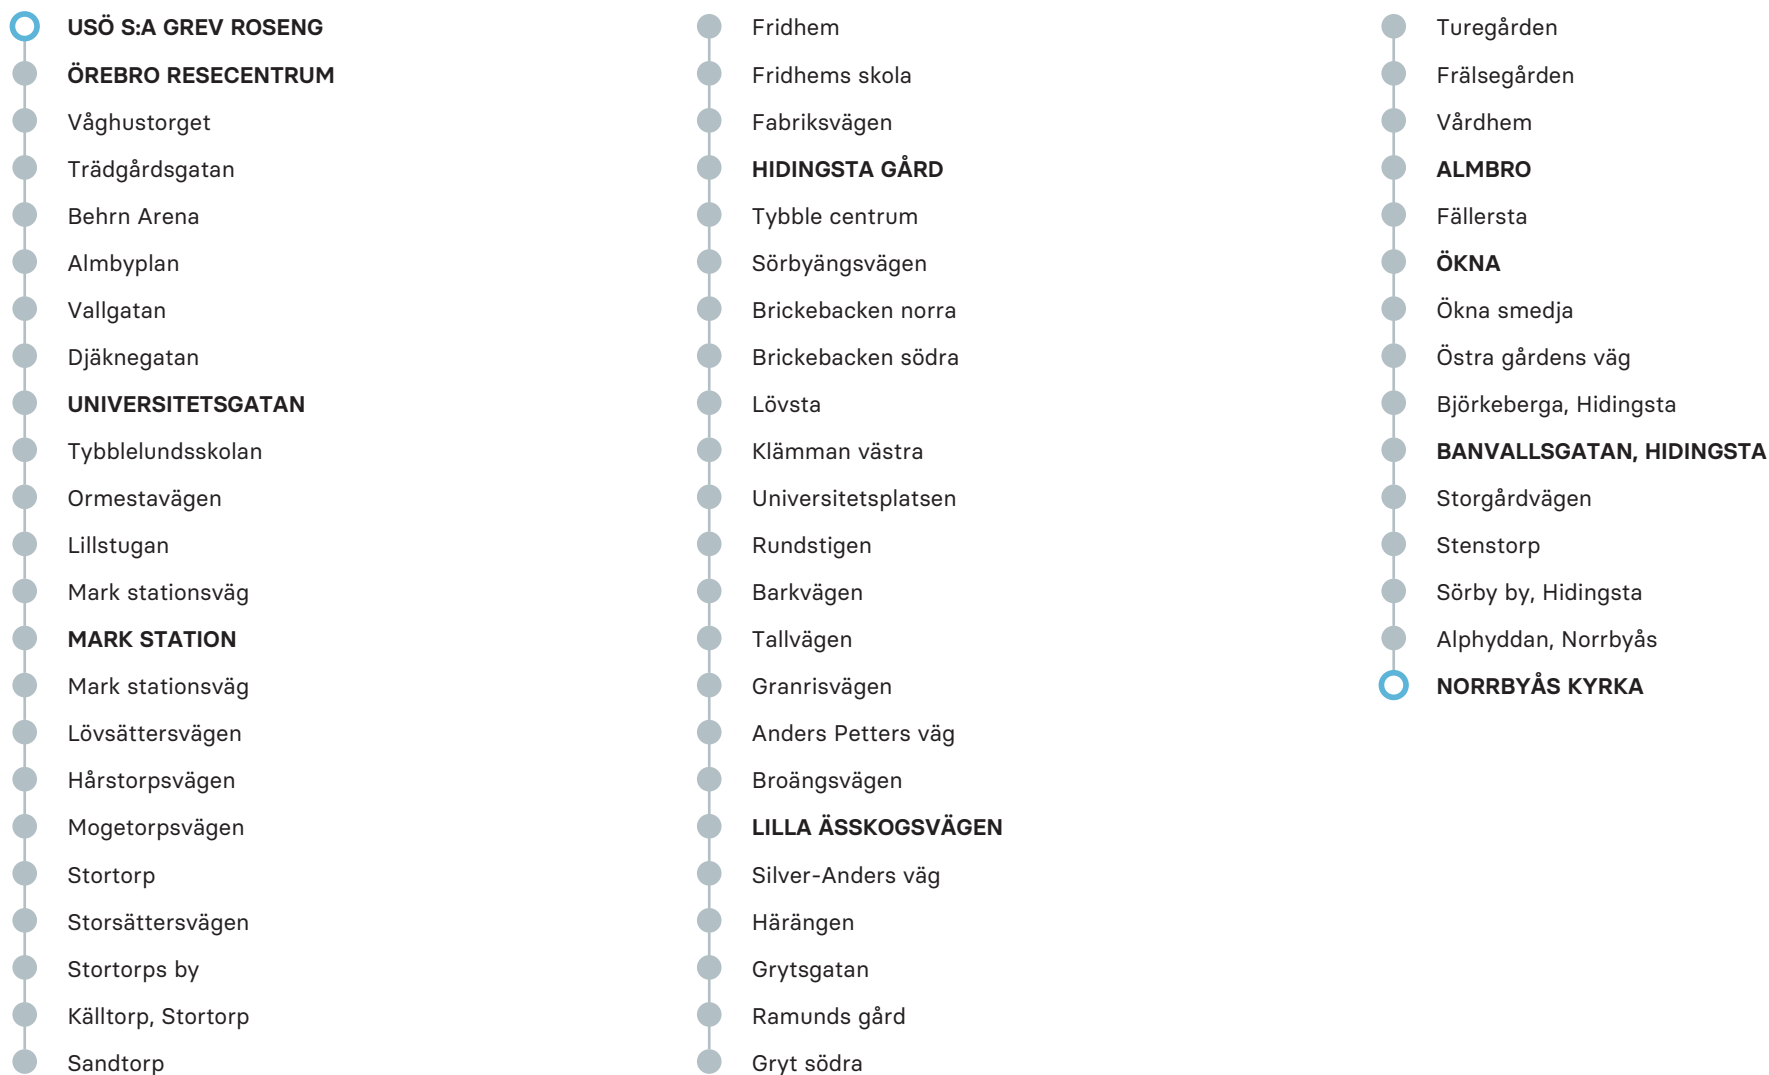 USÖ S:A GREV ROSENG
ÖREBRO RESECENTRUM
Våghustorget
Trädgårdsgatan
Behrn Arena
Almbyplan
Vallgatan
Djäknegatan
UNIVERSITETSGATAN
Tybblelundsskolan
Ormestavägen
Lillstugan
Mark stationsväg
MARK STATION
Mark stationsväg
Lövsättersvägen
Hårstorpsvägen
Mogetorpsvägen
Stortorp
Storsättersvägen
Stortorps by
Källtorp, Stortorp
Sandtorp
Fridhem
Fridhems skola
Fabriksvägen
HIDINGSTA GÅRD
Tybble centrum
Sörbyängsvägen
Brickebacken norra
Brickebacken södra
Lövsta
Klämman västra
Universitetsplatsen
Rundstigen
Barkvägen
Tallvägen
Granrisvägen
Anders Petters väg
Broängsvägen
LILLA ÄSSKOGSVÄGEN
Silver-Anders väg
Härängen
Grytsgatan
Ramunds gård
Gryt södra
Turegården
Frälsegården
Vårdhem
ALMBRO
Fällersta
ÖKNA
Ökna smedja
Östra gårdens väg
Björkeberga, Hidingsta
BANVALLSGATAN, HIDINGSTA
Storgårdvägen
Stenstorp
Sörby by, Hidingsta
Alphyddan, Norrbyås
NORRBYÅS KYRKA